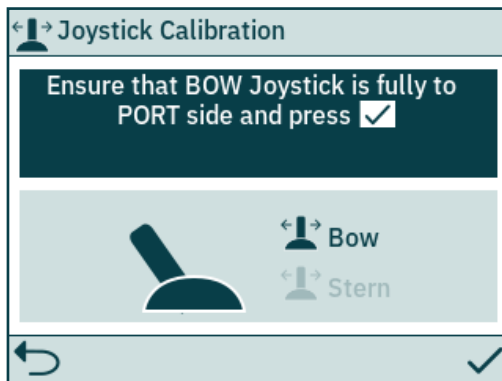 Joystick Calibration
Ensure that BOW Joystick is fully to
PORT side and press
Bow
Stern